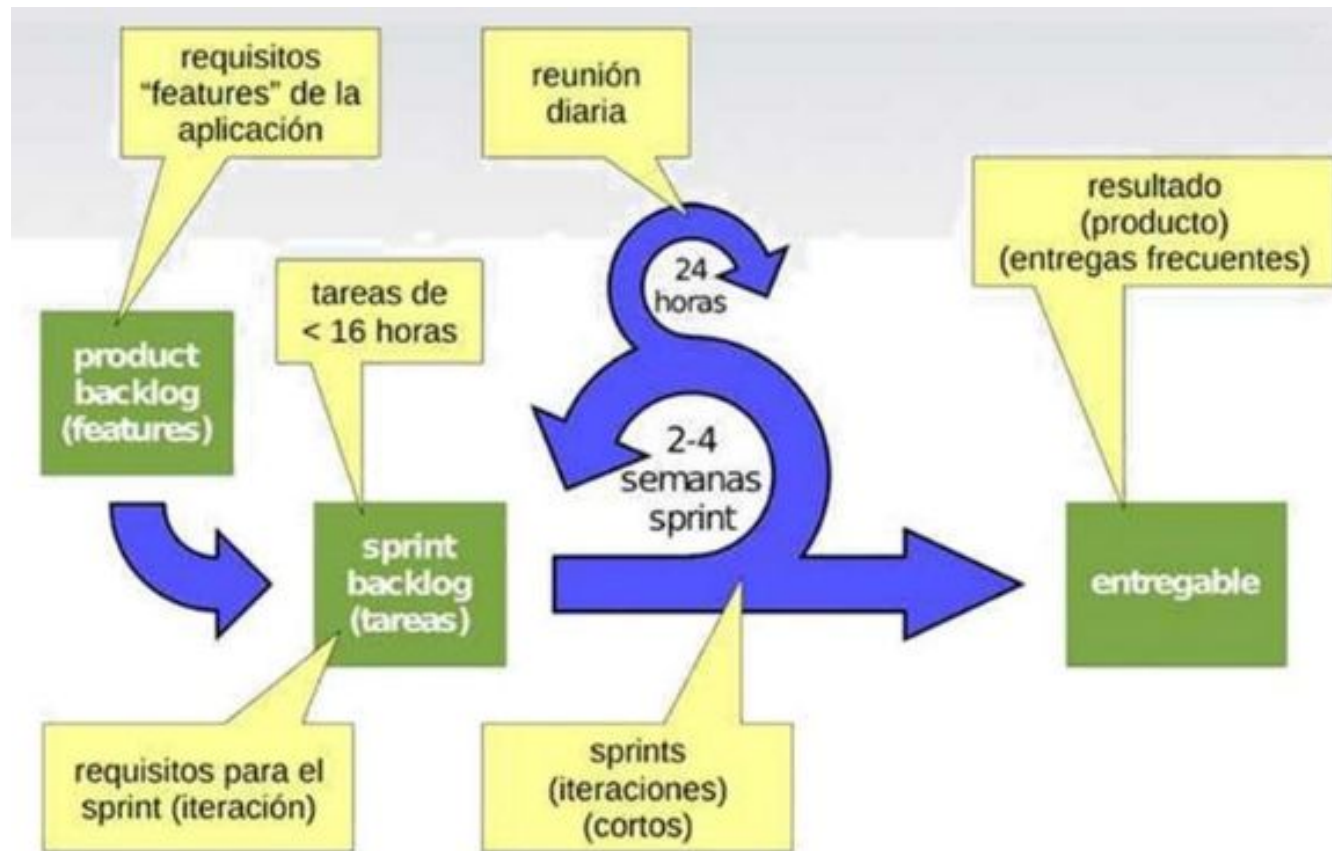 requisitos
“features” de la
aplicación
reunión
diaria
resultado
(producto)
(entregas frecuentes)
24
horas
tareas de
< 16 horas
product
backlog
(features)
2-4
semanas
sprint
sprint
backlog
(tareas)
entregable
requisitos para el
sprint (iteración)
sprints
(iteraciones)
(cortos)